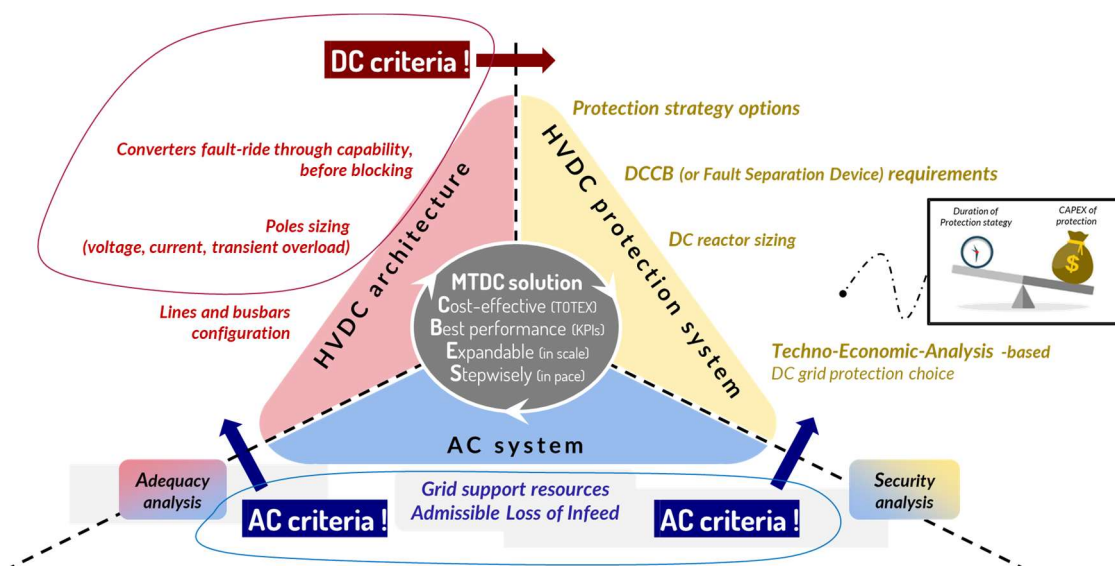 DC criteria !
Protection strategy options
Converters fault-ride through capability,
before blocking
HVDC architecture
HVDC protection system
DCCB (or Fault Separation Device) requirements
Poles sizing
(voltage, current, transient overload)
DC reactor sizing
Duration of
Protection stategy
CAPEX of
protection
$
MTDC solution
Cost-effective (TOTEX)
Best performance (KPIs)
Expandable (in scale)
Stepwisely (in pace)
Lines and busbars
configuration
Techno-Economic-Analysis -based
DC grid protection choice
AC system
Adequacy
analysis
Grid support resources
Admissible Loss of Infeed
Security
analysis
AC criteria !
AC criteria !